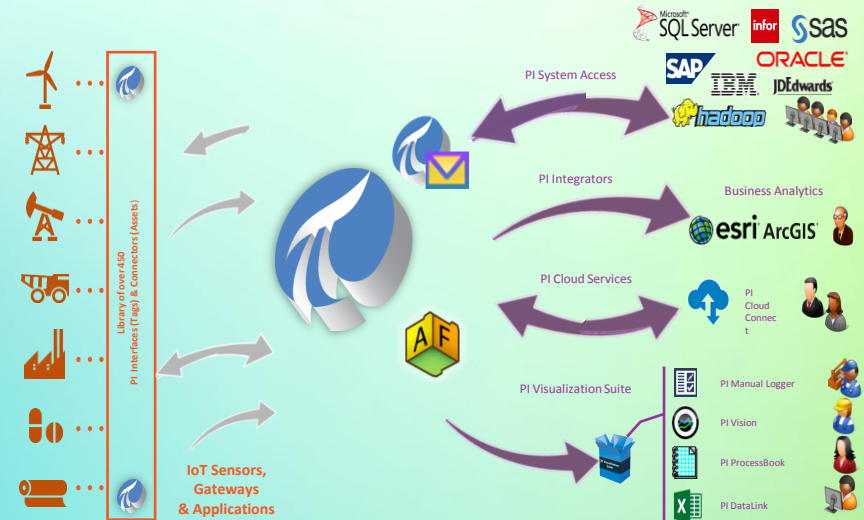 Microsoft®
SQL Server®
infor
sas
SAP
ORACLE®
IBM
JDEdwards
hadoop
PI System Access
PI Integrators
Business Analytics
esri ArcGIS
PI Cloud Services
PI
Cloud
Connec
t
PI Visualization Suite
PI Manual Logger
PI Vision
PI ProcessBook
PI DataLink
AF
Library of over 450
PI Interfaces (Tags) & Connectors (Assets)
IoT Sensors,
Gateways
& Applications